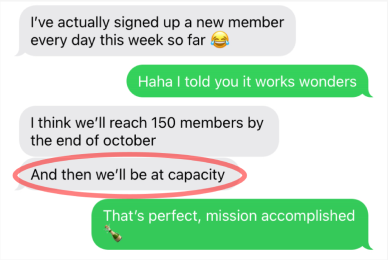 I've actually signed up a new member
every day this week so far 😂
Haha I told you it works wonders
I think we'll reach 150 members by
the end of october
And then we'll be at capacity
That's perfect, mission accomplished
🍾